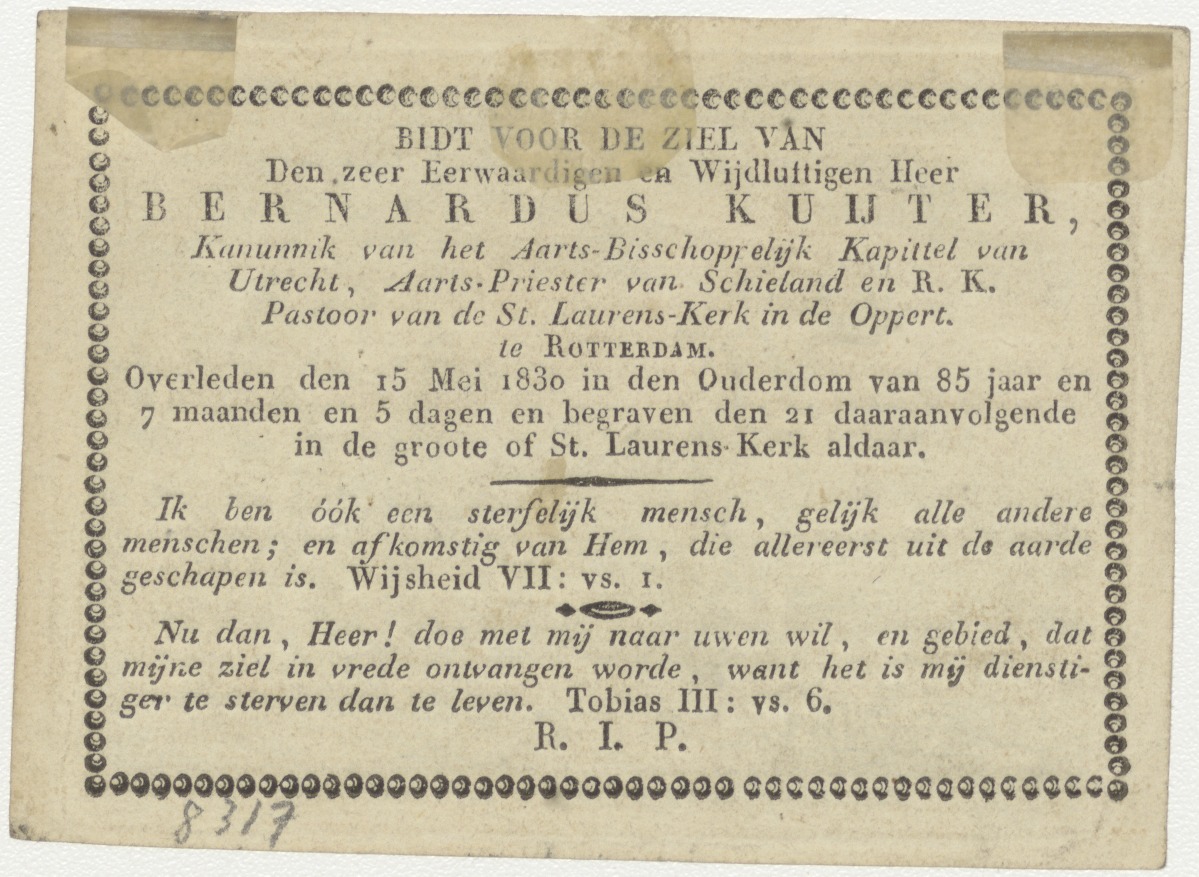 BIDT VOOR DE ZIEL VAN
Den zeer Eerwaardigen en Wijdluftigen Heer
BERNARDUS KUIJTER,
Kanunnik van het Aarts-Bisschoppelijk Kapittel van
Utrecht, Aarts-Priester van Schieland en R. K.
Pastoor van de St. Laurens-Kerk in de Oppert.
te ROTTERDAM.
Overleden den 15 Mei 1830 in den Ouderdom van 85 jaar en
7 maanden en 5 dagen en begraven den 21 daaraanvolgende
in de groote of St. Laurens-Kerk aldaar.
Ik ben óók een sterfelijk mensch, gelijk alle andere
menschen; en afkomstig van Hem, die allereerst uit de aarde
geschapen is. Wijsheid VII: vs. 1.
Nu dan, Heer! doe met mij naar uwen wil, en gebied, dat
mijne ziel in vrede ontvangen worde, want het is mij diensti-
ger te sterven dan te leven. Tobias III: vs. 6.
R. I. P.
8317